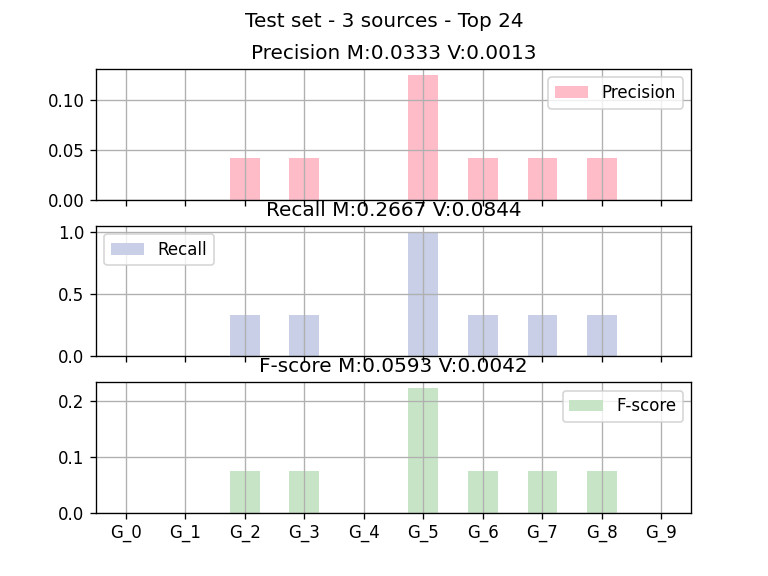 Test set - 3 sources - Top 24
Precision M:0.0333 V:0.0013
0.10
0.05
0.00
Precision
Recall M:0.2667 V:0.0844
1.0
0.5
0.0
Recall
F-score M:0.0593 V:0.0042
0.2
0.1
0.0
F-score
G_0 G_1 G_2 G_3 G_4 G_5 G_6 G_7 G_8 G_9